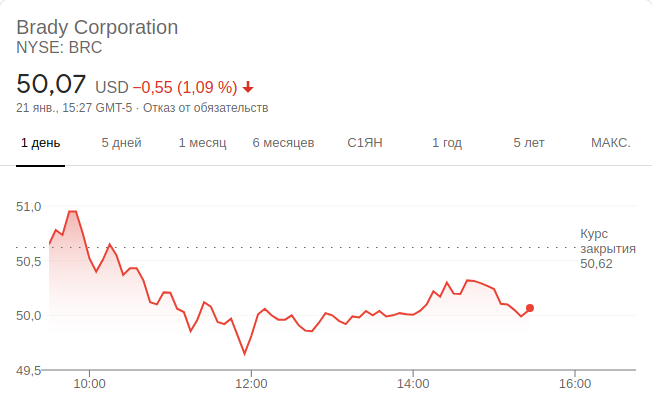 Brady Corporation
NYSE: BRC
50,07 USD −0,55 (1,09 %)
21 янв., 15:27 GMT-5 · Отказ от обязательств
1 день 5 дней 1 месяц 6 месяцев С1ЯН 1 год 5 лет МАКС.
51,0
Курс
закрытия
50,62
50,5
50,0
49,5
10:00 12:00 14:00 16:00